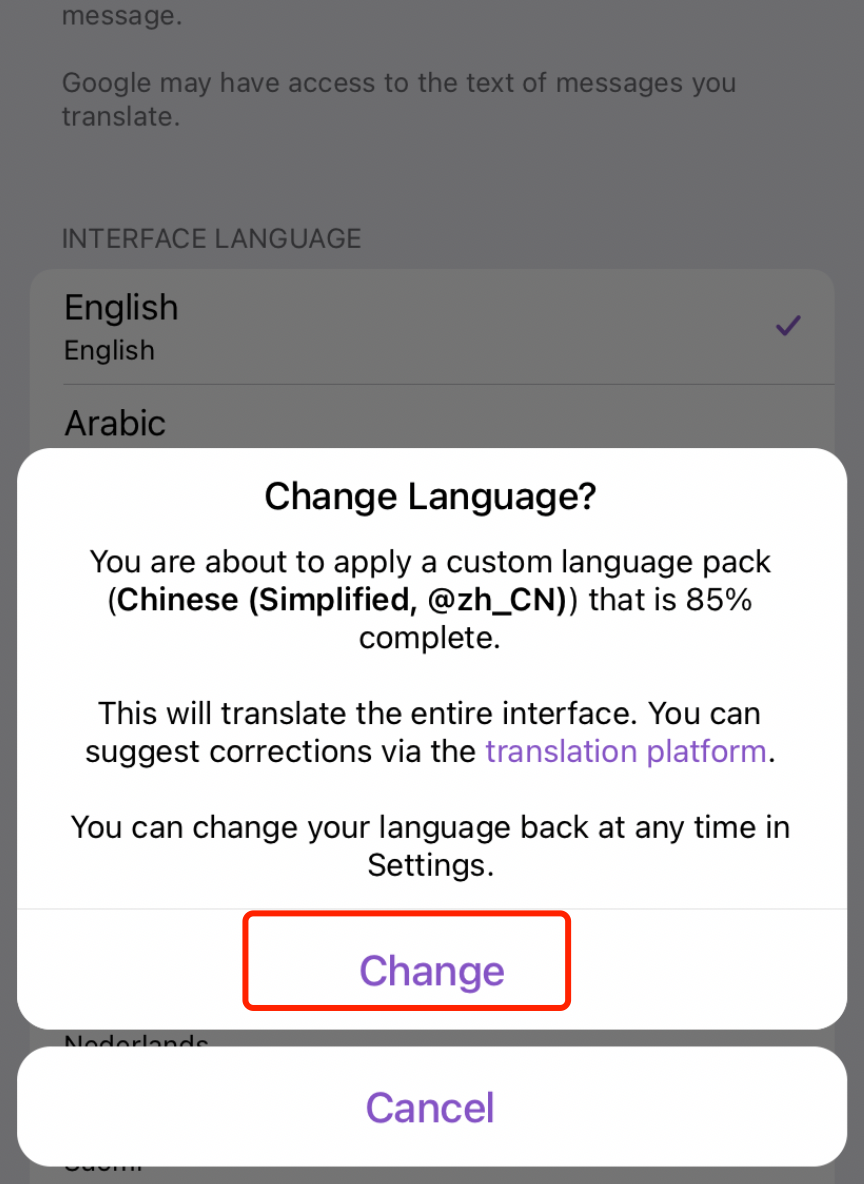 message.
Google may have access to the text of messages you
translate.
INTERFACE LANGUAGE
English
English
Arabic
Change Language?
You are about to apply a custom language pack
(Chinese (Simplified, @zh_CN)) that is 85%
complete.
This will translate the entire interface. You can
suggest corrections via the translation platform.
You can change your language back at any time in
Settings.
Change
Nederlands
Cancel
Suomi